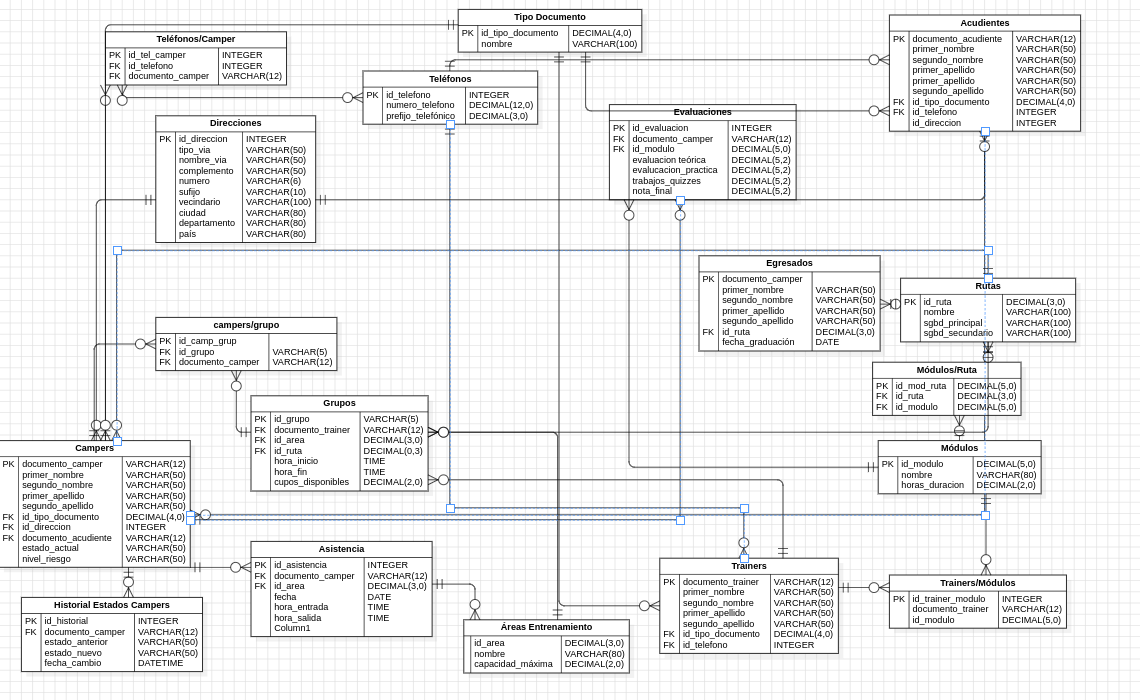 Tipo Documento
PK id_tipo_documento DECIMAL(4,0)
nombre VARCHAR(100)
Teléfonos/Camper
PK id_tel_camper INTEGER
FK id_telefono INTEGER
FK documento_camper VARCHAR(12)
Teléfonos
PK id_telefono INTEGER
numero_telefono DECIMAL(12,0)
prefijo_telefónico DECIMAL(3,0)
Acudientes
PK documento_acudiente VARCHAR(12)
primer_nombre VARCHAR(50)
segundo_nombre VARCHAR(50)
primer_apellido VARCHAR(50)
primer_apellido VARCHAR(50)
segundo_apellido VARCHAR(50)
FK id_tipo_documento DECIMAL(4,0)
FK id_telefono INTEGER
id_direccion INTEGER
Direcciones
PK id_direccion INTEGER
tipo_via VARCHAR(50)
nombre_via VARCHAR(50)
complemento VARCHAR(50)
numero VARCHAR(6)
sufijo VARCHAR(10)
vecindario VARCHAR(100)
ciudad VARCHAR(80)
departamento VARCHAR(80)
país VARCHAR(80)
Evaluaciones
PK id_evaluacion INTEGER
FK documento_camper VARCHAR(12)
FK id_modulo DECIMAL(5,0)
evaluacion teórica DECIMAL(5,2)
evalucacion_practica DECIMAL(5,2)
trabajos_quizzes DECIMAL(5,2)
nota_final DECIMAL(5,2)
Egresados
PK documento_camper
primer_nombre VARCHAR(50)
segundo_nombre VARCHAR(50)
primer_apellido VARCHAR(50)
segundo_apellido VARCHAR(50)
FK id_ruta DECIMAL(3,0)
fecha_graduación DATE
Rutas
PK id_ruta DECIMAL(3,0)
nombre VARCHAR(100)
sgbd_principal VARCHAR(100)
sgbd_secundario VARCHAR(100)
campers/grupo
PK id_camp_grup
FK id_grupo VARCHAR(5)
FK documento_camper VARCHAR(12)
Módulos/Ruta
PK id_mod_ruta DECIMAL(5,0)
FK id_ruta DECIMAL(3,0)
FK id_modulo DECIMAL(5,0)
Grupos
PK id_grupo VARCHAR(5)
FK documento_trainer VARCHAR(12)
FK id_area DECIMAL(3,0)
FK id_ruta DECIMAL(0,3)
hora_inicio TIME
hora_fin TIME
cupos_disponibles DECIMAL(2,0)
Campers
PK documento_camper VARCHAR(12)
primer_nombre VARCHAR(50)
segundo_nombre VARCHAR(50)
primer_apellido VARCHAR(50)
segundo_apellido VARCHAR(50)
FK id_tipo_documento DECIMAL(4,0)
FK id_direccion INTEGER
FK documento_acudiente VARCHAR(12)
estado_actual VARCHAR(50)
nivel_riesgo VARCHAR(50)
Módulos
PK id_modulo DECIMAL(5,0)
nombre VARCHAR(80)
horas_duracion DECIMAL(2,0)
Asistencia
PK id_asistencia INTEGER
FK documento_camper VARCHAR(12)
FK id_area DECIMAL(3,0)
fecha DATE
hora_entrada TIME
hora_salida TIME
Column1
Trainers
PK documento_trainer VARCHAR(12)
primer_nombre VARCHAR(50)
segundo_nombre VARCHAR(50)
primer_apellido VARCHAR(50)
segundo_apellido VARCHAR(50)
FK id_tipo_documento DECIMAL(4,0)
FK id_telefono INTEGER
Trainers/Módulos
PK id_trainer_modulo INTEGER
documento_trainer VARCHAR(12)
id_modulo DECIMAL(5,0)
Historial Estados Campers
PK id_historial INTEGER
FK documento_camper VARCHAR(12)
estado_anterior VARCHAR(50)
estado_nuevo VARCHAR(50)
fecha_cambio DATETIME
Áreas Entrenamiento
id_area DECIMAL(3,0)
nombre VARCHAR(80)
capacidad_máxima DECIMAL(2,0)